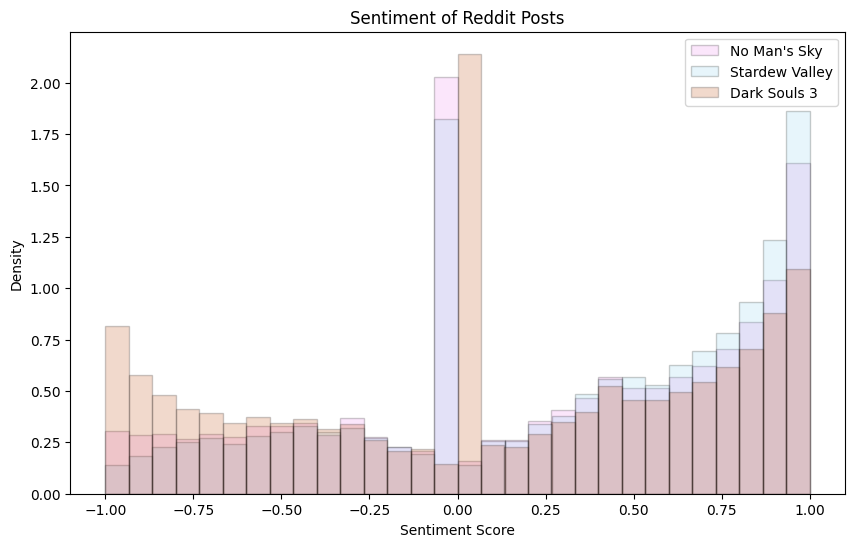 Sentiment of Reddit Posts
No Man's Sky
Stardew Valley
Dark Souls 3
Density
2.00
1.75
1.50
1.25
1.00
0.75
0.50
0.25
0.00
−1.00 −0.75 −0.50 −0.25 0.00 0.25 0.50 0.75 1.00
Sentiment Score